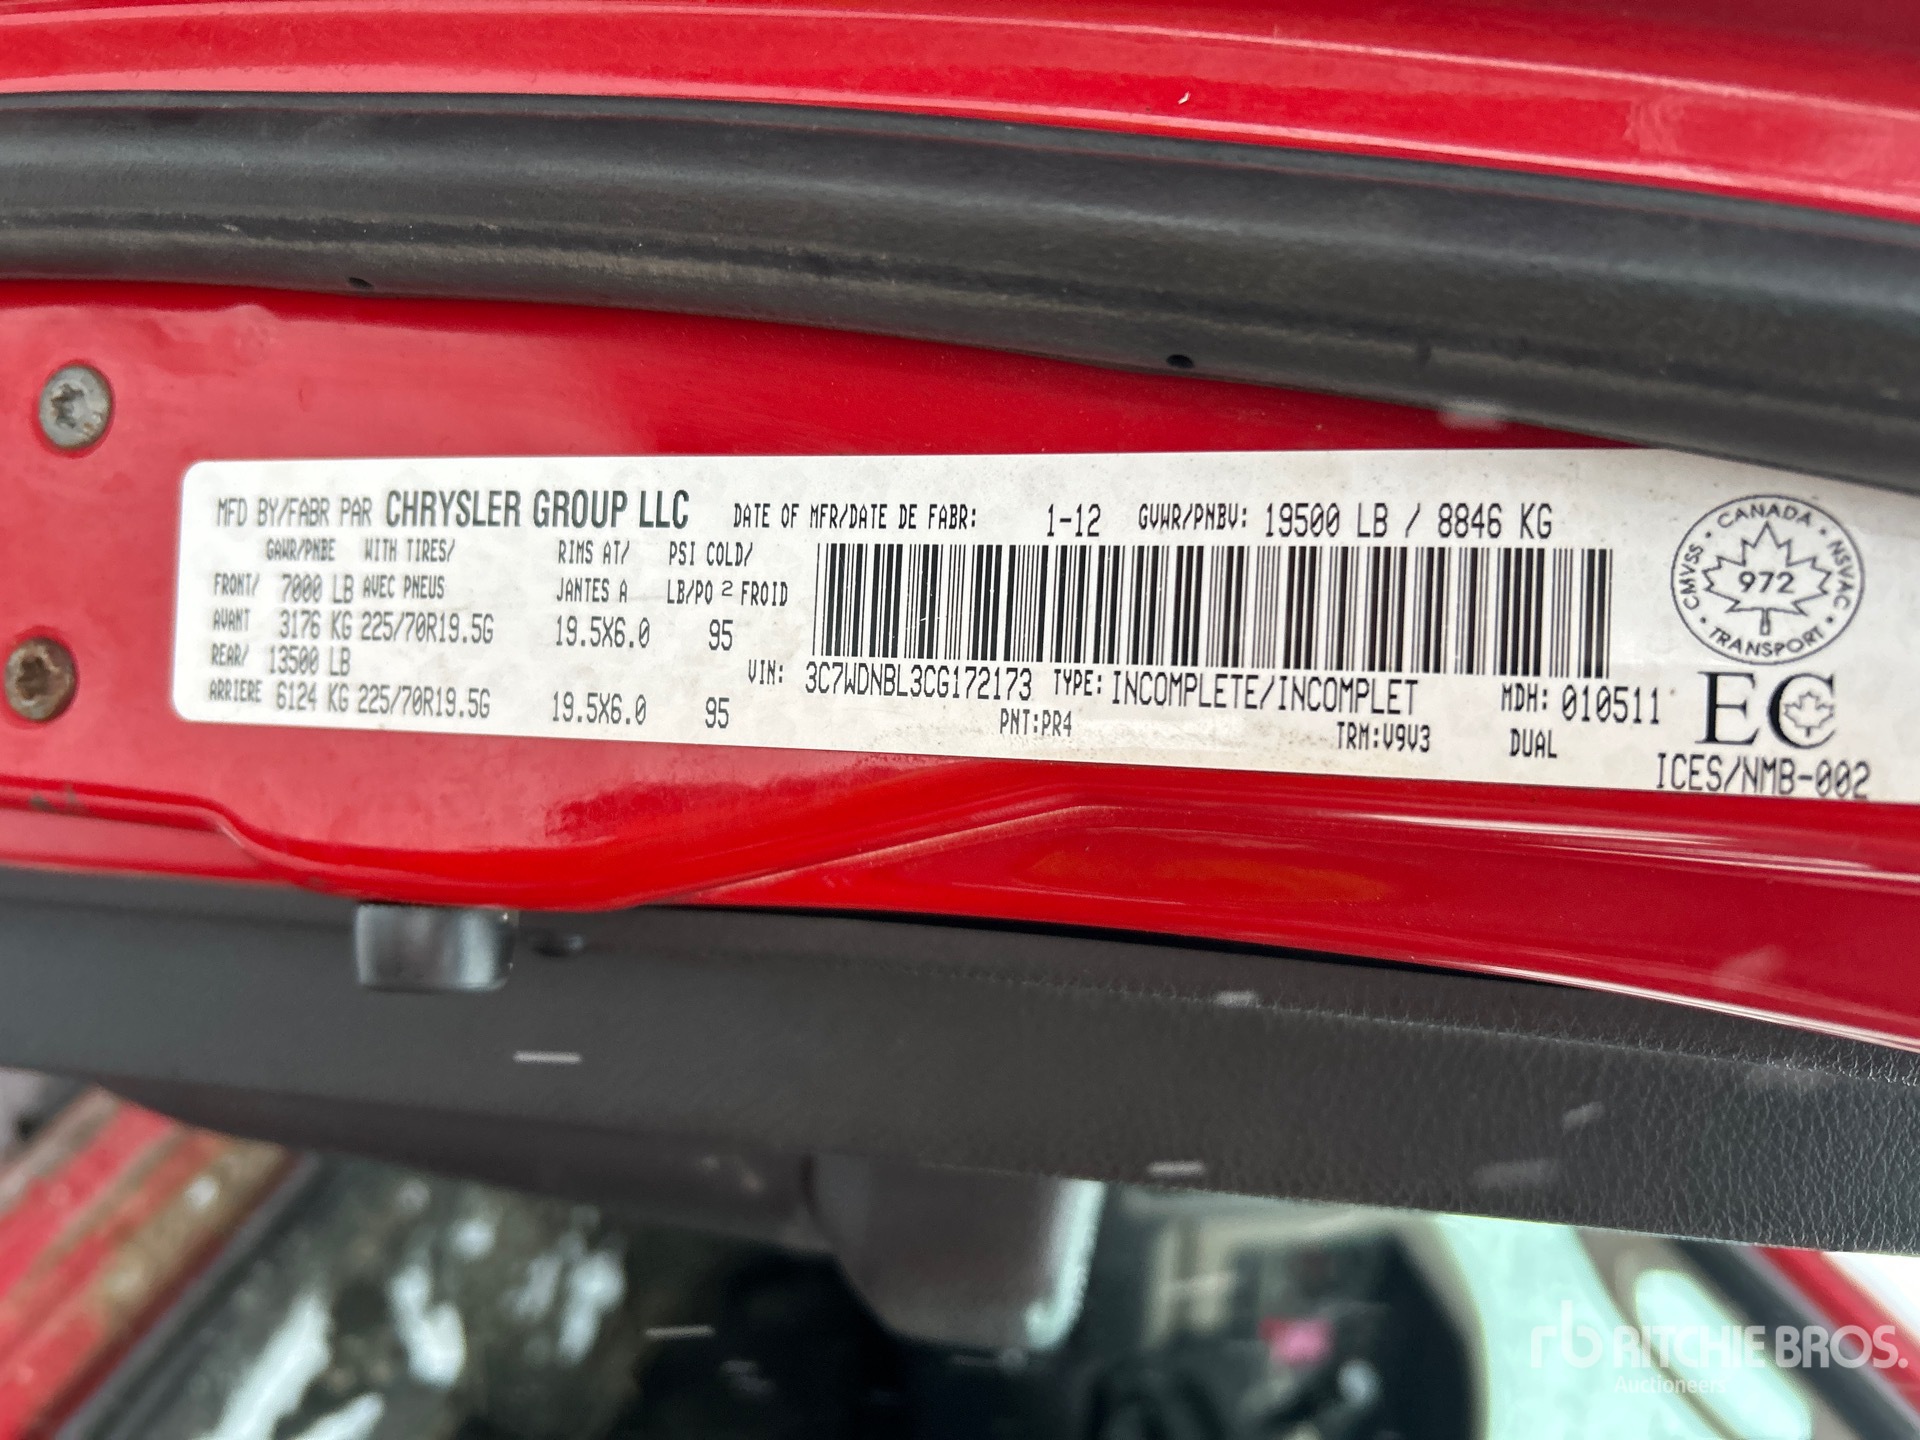 MFD BY/FABR PAR CHRYSLER GROUP LLC DATE OF MFR/DATE DE FABR: 1-12 GVWR/PNBV: 19500 LB / 8846 KG
GAWR/PNBE WITH TIRES/ RIMS AT/ PSI COLD/
FRONT/ 7000 LB AVEC PNEUS JANTES A LB/PO 2 FROID
AVANT 3176 KG 225/70R19.5G 19.5X6.0 95
REAR/ 13500 LB
ARRIERE 6124 KG 225/70R19.5G 19.5X6.0 95
VIN: 3C7WDNBL3CG172173 TYPE: INCOMPLETE/INCOMPLET MDH: 010511
PNT:PR4 TRM:V9V3 DUAL
CANADA
CMVSS 972 NSVAC
TRANSPORT
EC
ICES/NMB-002
rb RITCHIE BROS.
Auctioneers